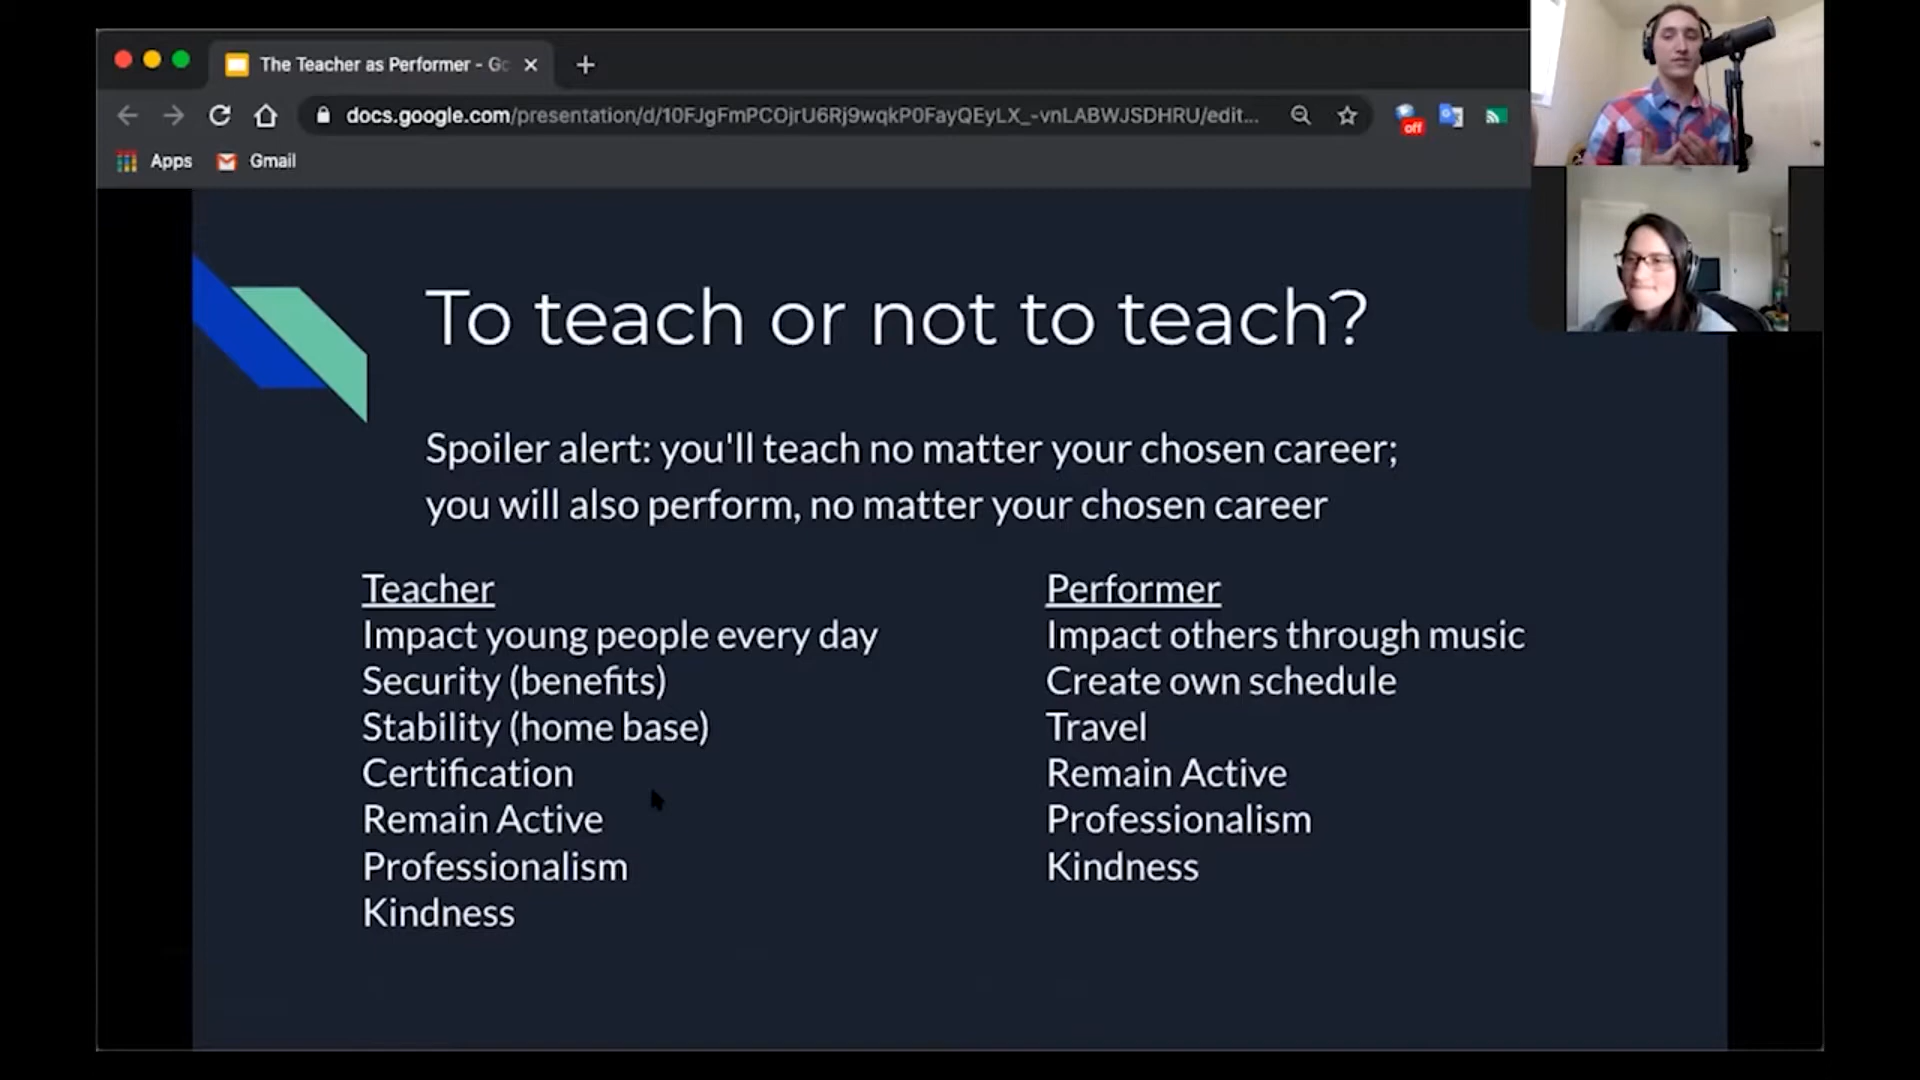 The Teacher as Performer - Go
docs.google.com/presentation/d/10FJgFmPCOjrU6Rj9wqkP0FayQEyLX_-vnLABWJSDHRU/edit...
off
Apps
Gmail
To teach or not to teach?
Spoiler alert: you'll teach no matter your chosen career;
you will also perform, no matter your chosen career
Teacher
Impact young people every day
Security (benefits)
Stability (home base)
Certification
Remain Active
Professionalism
Kindness
Performer
Impact others through music
Create own schedule
Travel
Remain Active
Professionalism
Kindness